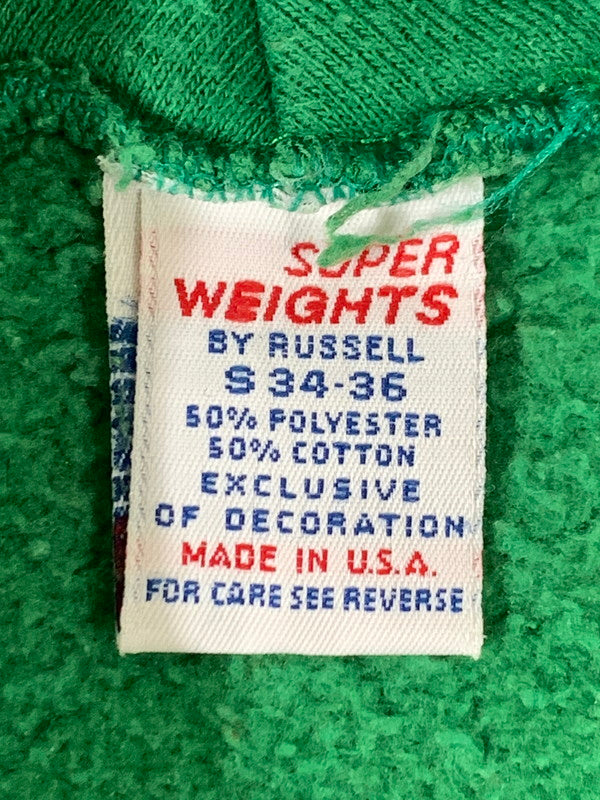 SUPER
WEIGHTS
BY RUSSELL
S 34-36
50% POLYESTER
50% COTTON
EXCLUSIVE
OF DECORATION
MADE IN U.S.A.
FOR CARE SEE REVERSE